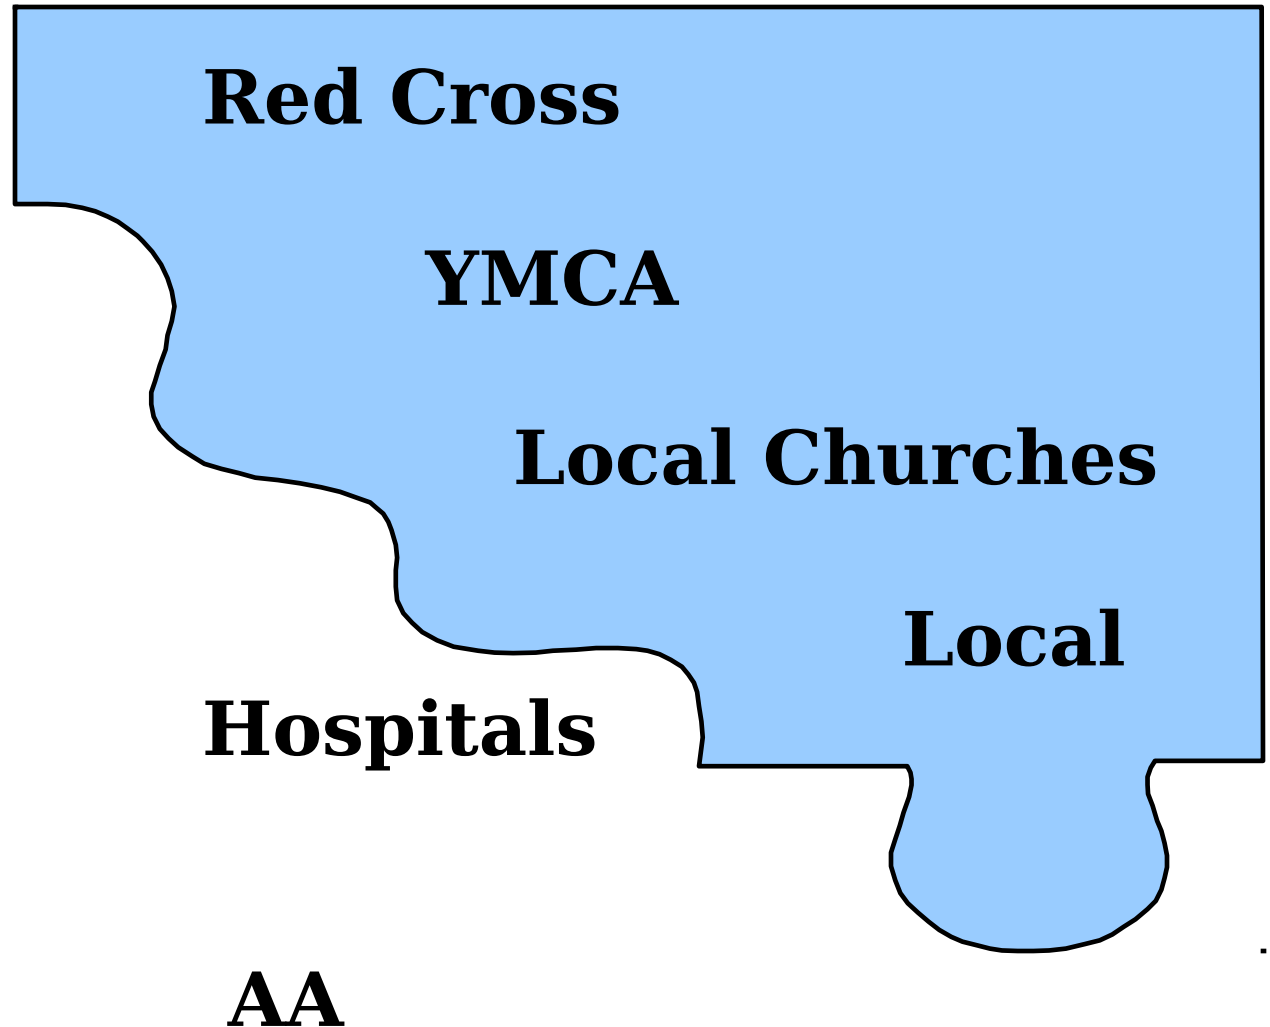 Red Cross
YMCA
Local Churches
Local
Hospitals
AA